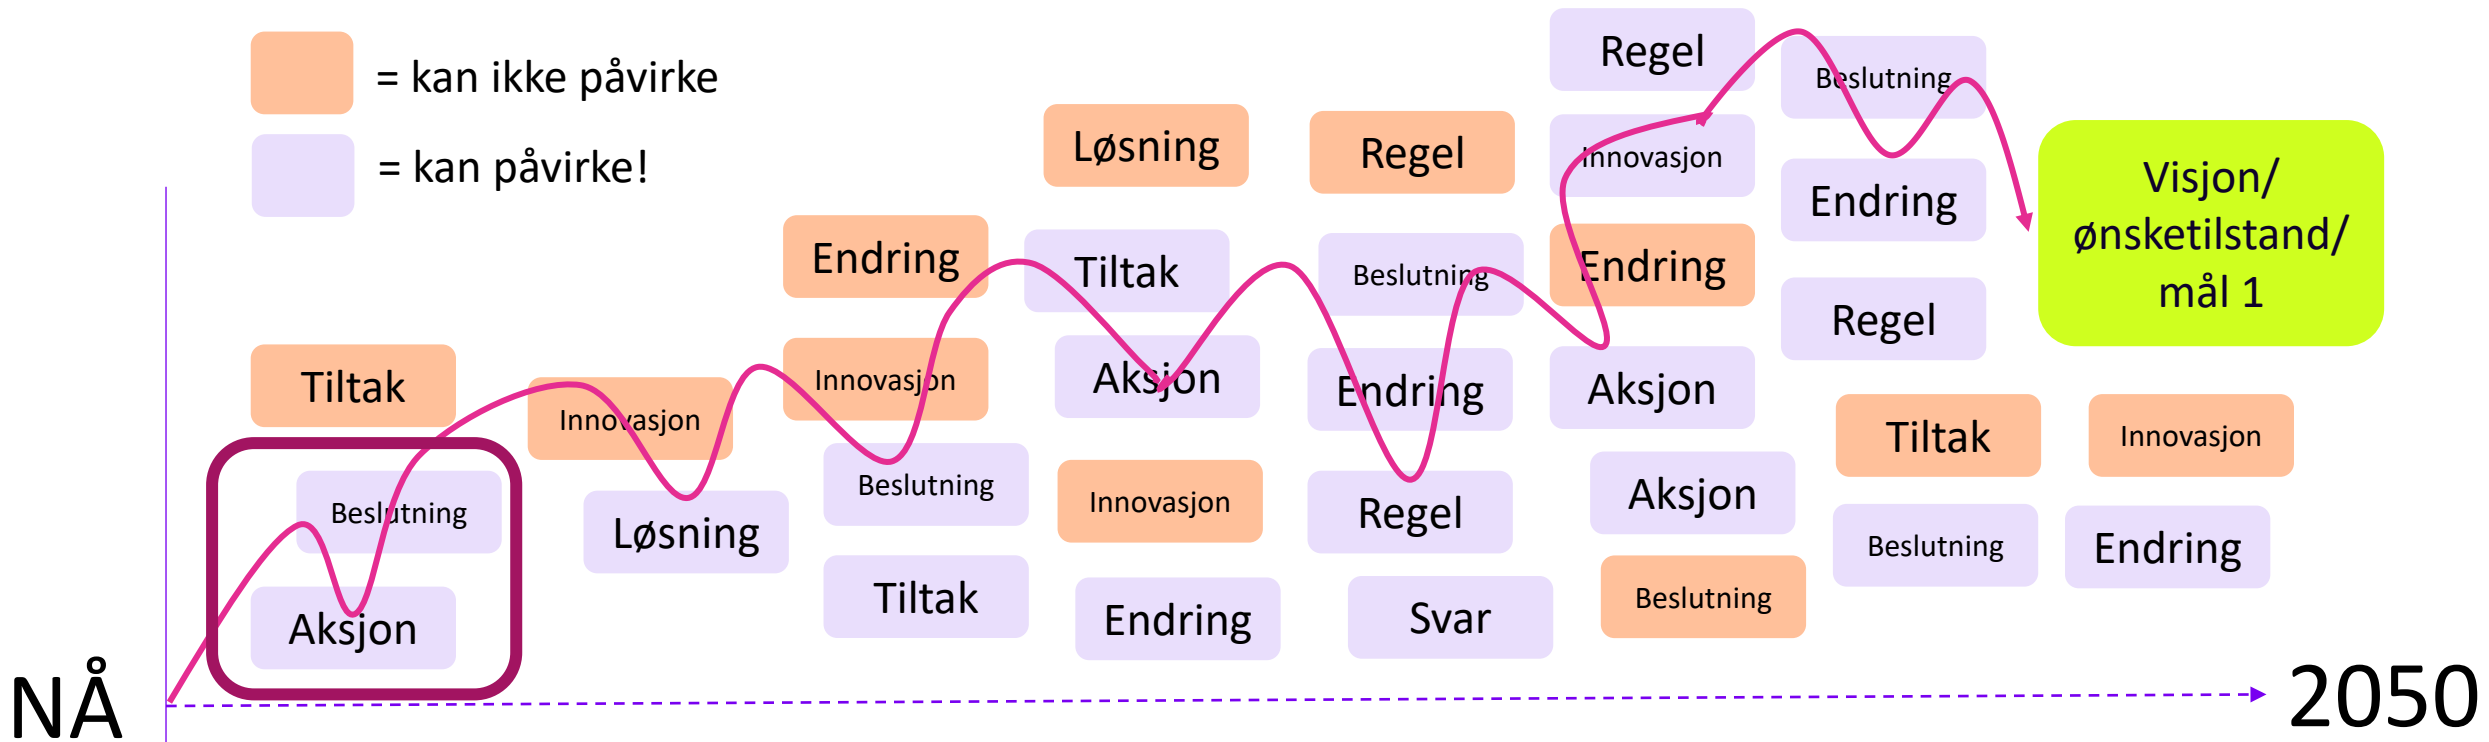 = kan ikke påvirke
= kan påvirke!
Tiltak
Beslutning
Aksjon
Innovasjon
Løsning
Endring
Innovasjon
Beslutning
Tiltak
Løsning
Tiltak
Aksjon
Innovasjon
Endring
Regel
Beslutning
Endring
Regel
Svar
Regel
Innovasjon
Endring
Aksjon
Aksjon
Beslutning
Beslutning
Endring
Regel
Tiltak
Beslutning
Innovasjon
Endring
Visjon/
ønsketilstand/
mål 1
NÅ
2050